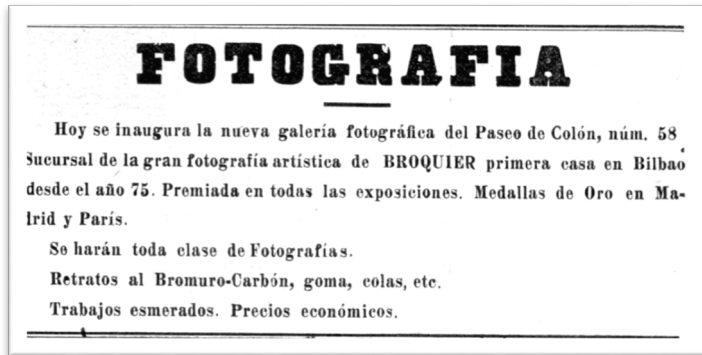 FOTOGRAFIA
Hoy se inaugura la nueva galería fotográfica del Paseo de Colón, núm. 58
Sucursal de la gran fotografía artística de BROQUIER primera casa en Bilbao
desde el año 75. Premiada en todas las exposiciones. Medallas de Oro en Ma-
drid y París.
Se harán toda clase de Fotografías.
Retratos al Bromuro-Carbón, goma, colas, etc.
Trabajos esmerados. Precios económicos.